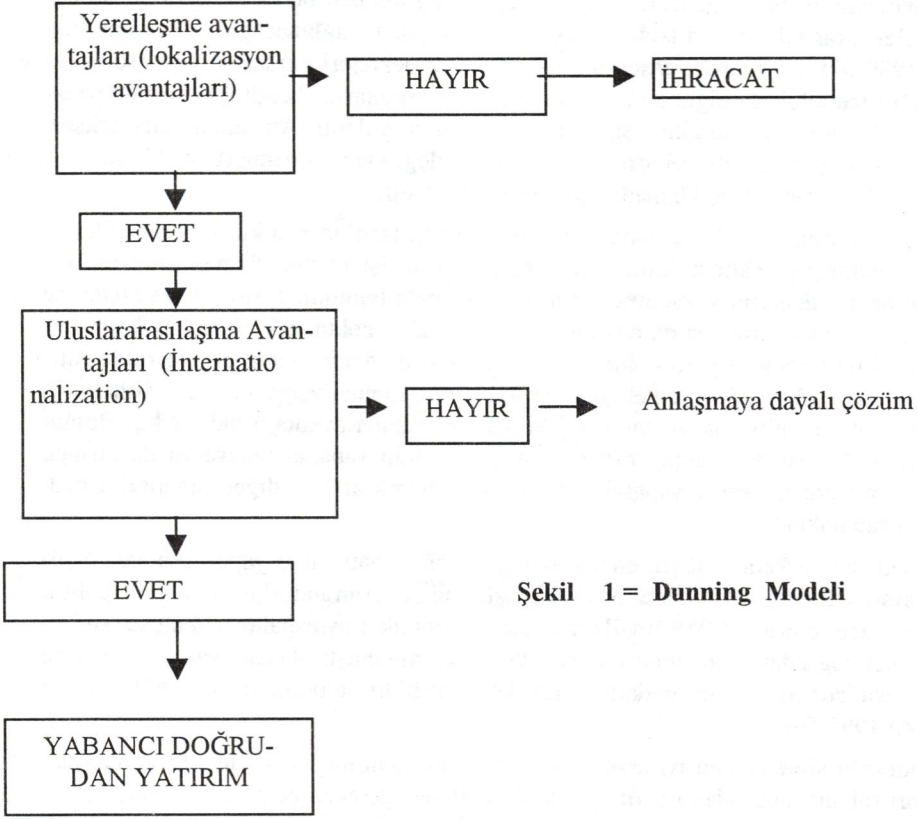 Yerelleşme avan-
tajları (lokalizasyon
avantajları)
HAYIR
İHRACAT
EVET
Uluslararasılaşma Avan-
tajları (İnternatio
nalization)
HAYIR
Anlaşmaya dayalı çözüm
EVET
Şekil 1 = Dunning Modeli
YABANCI DOĞRU-
DAN YATIRIM